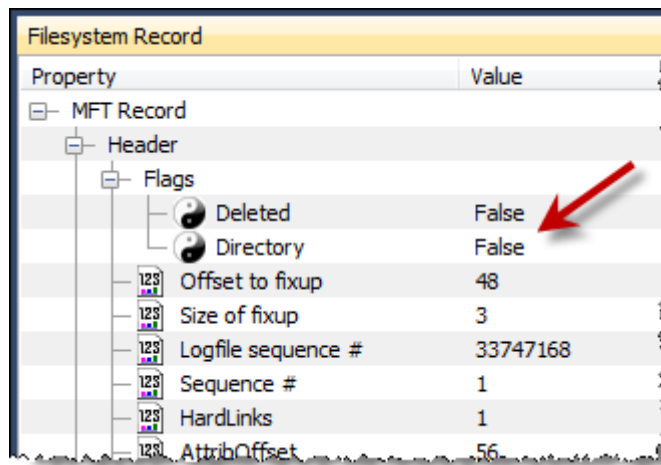 Filesystem Record
Property Value
MFT Record
Header
Flags
Deleted False
Directory False
Offset to fixup 48
Size of fixup 3
Logfile sequence # 33747168
Sequence # 1
HardLinks 1
AttribOffset 56